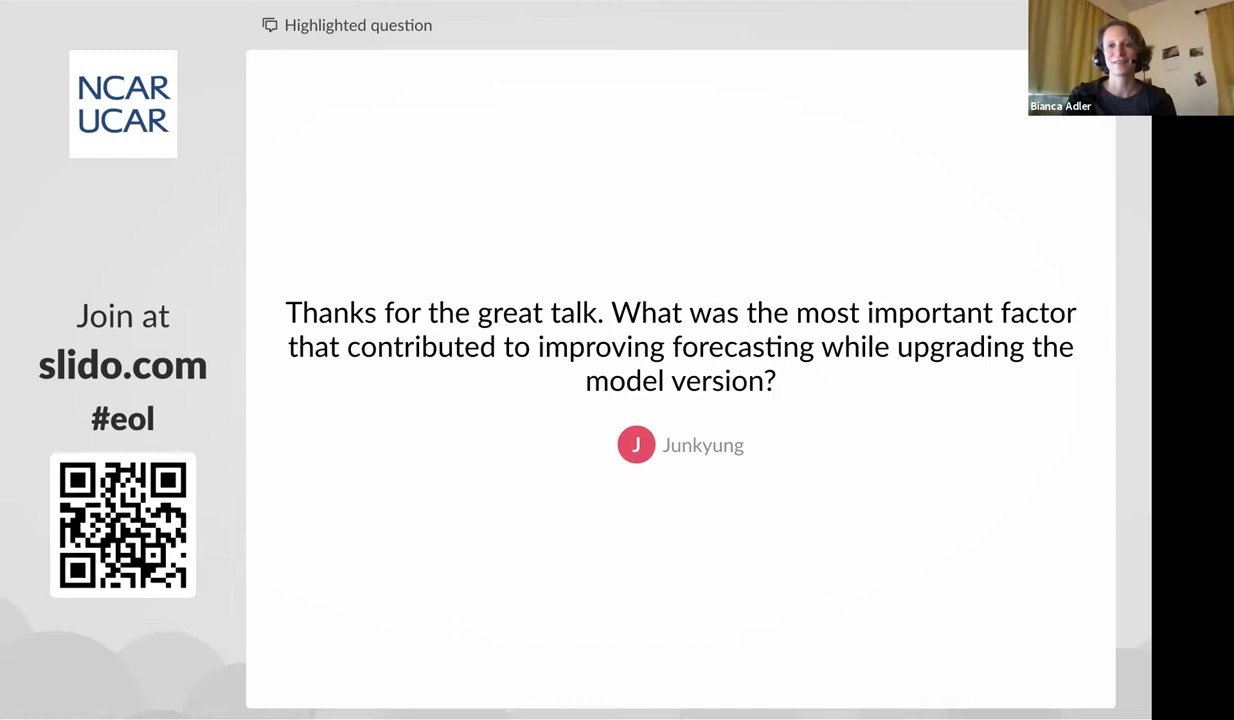 Highlighted question
NCAR
UCAR
Bianca Adler
Thanks for the great talk. What was the most important factor
that contributed to improving forecasting while upgrading the
model version?
J Junkyung
Join at
slido.com
#eol